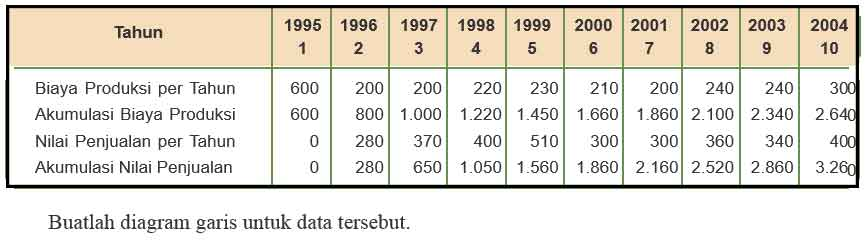 Tahun 1995 1996 1997 1998 1999 2000 2001 2002 2003 2004
1 2 3 4 5 6 7 8 9 10
Biaya Produksi per Tahun 600 200 200 220 230 210 200 240 240 300
Akumulasi Biaya Produksi 600 800 1.000 1.220 1.450 1.660 1.860 2.100 2.340 2.640
Nilai Penjualan per Tahun 0 280 370 400 510 300 300 360 340 400
Akumulasi Nilai Penjualan 0 280 650 1.050 1.560 1.860 2.160 2.520 2.860 3.260
Buatlah diagram garis untuk data tersebut.